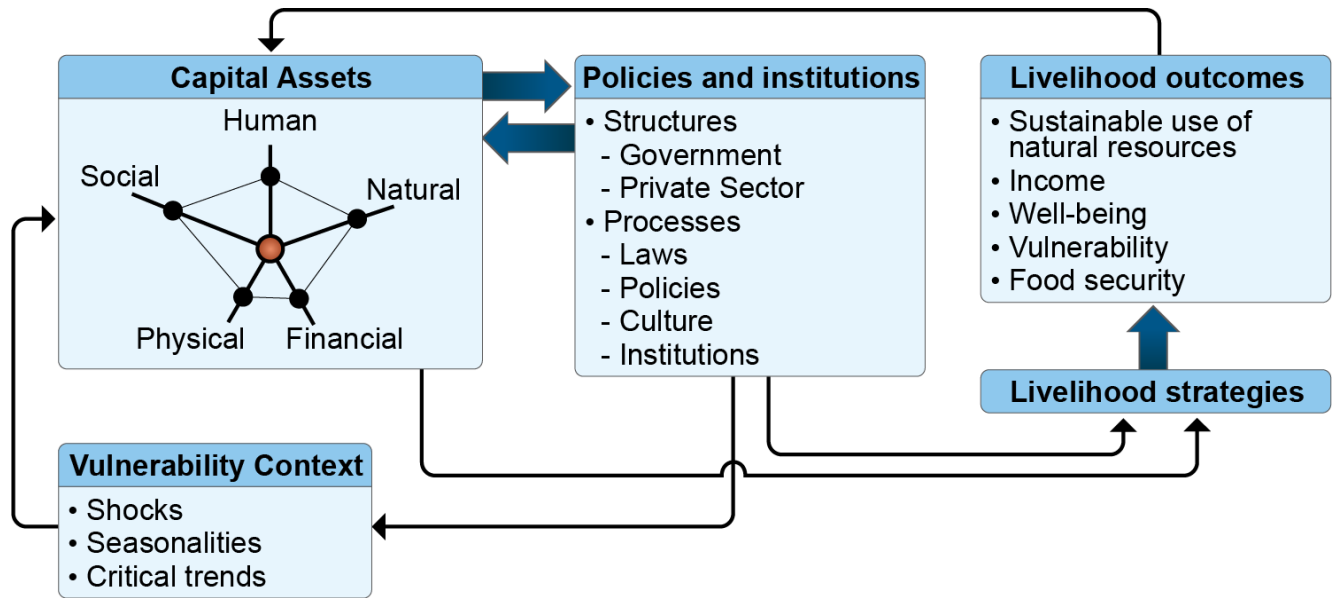 Capital Assets
Human
Social
Natural
Physical
Financial
Policies and institutions
• Structures
- Government
- Private Sector
• Processes
- Laws
- Policies
- Culture
- Institutions
Livelihood outcomes
• Sustainable use of
natural resources
• Income
• Well-being
• Vulnerability
• Food security
Livelihood strategies
Vulnerability Context
• Shocks
• Seasonalities
• Critical trends